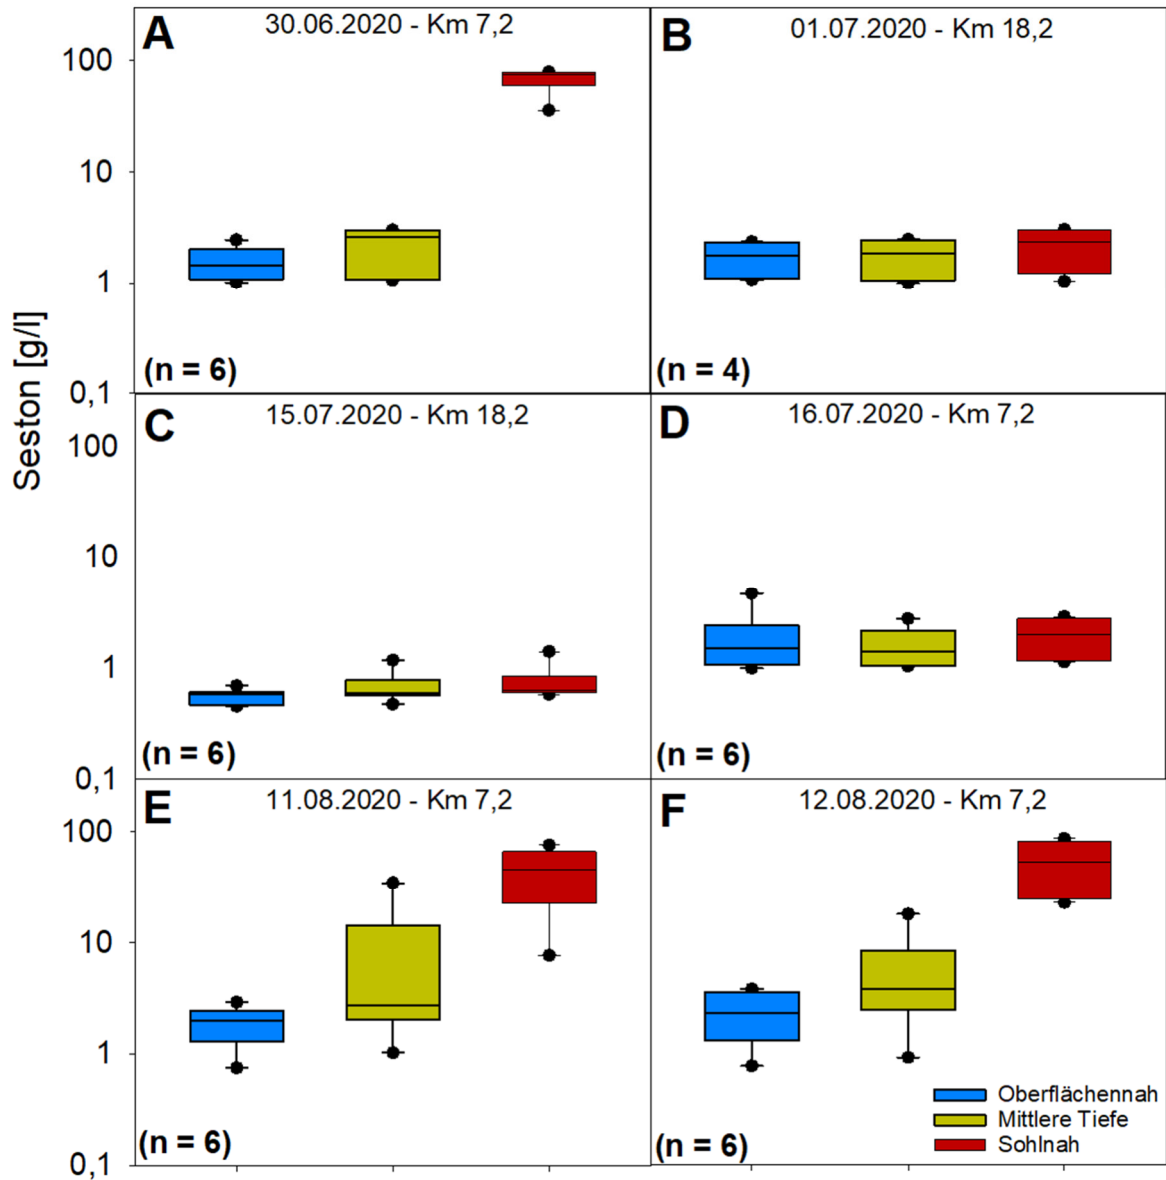 A
30.06.2020 - Km 7,2
B
01.07.2020 - Km 18,2
100
10
1
0,1
(n = 6)
(n = 4)
Seston [g/l]
C
15.07.2020 - Km 18,2
D
16.07.2020 - Km 7,2
100
10
1
0,1
(n = 6)
(n = 6)
E
11.08.2020 - Km 7,2
F
12.08.2020 - Km 7,2
100
10
1
0,1
(n = 6)
(n = 6)
Oberflächennah
Mittlere Tiefe
Sohlnah